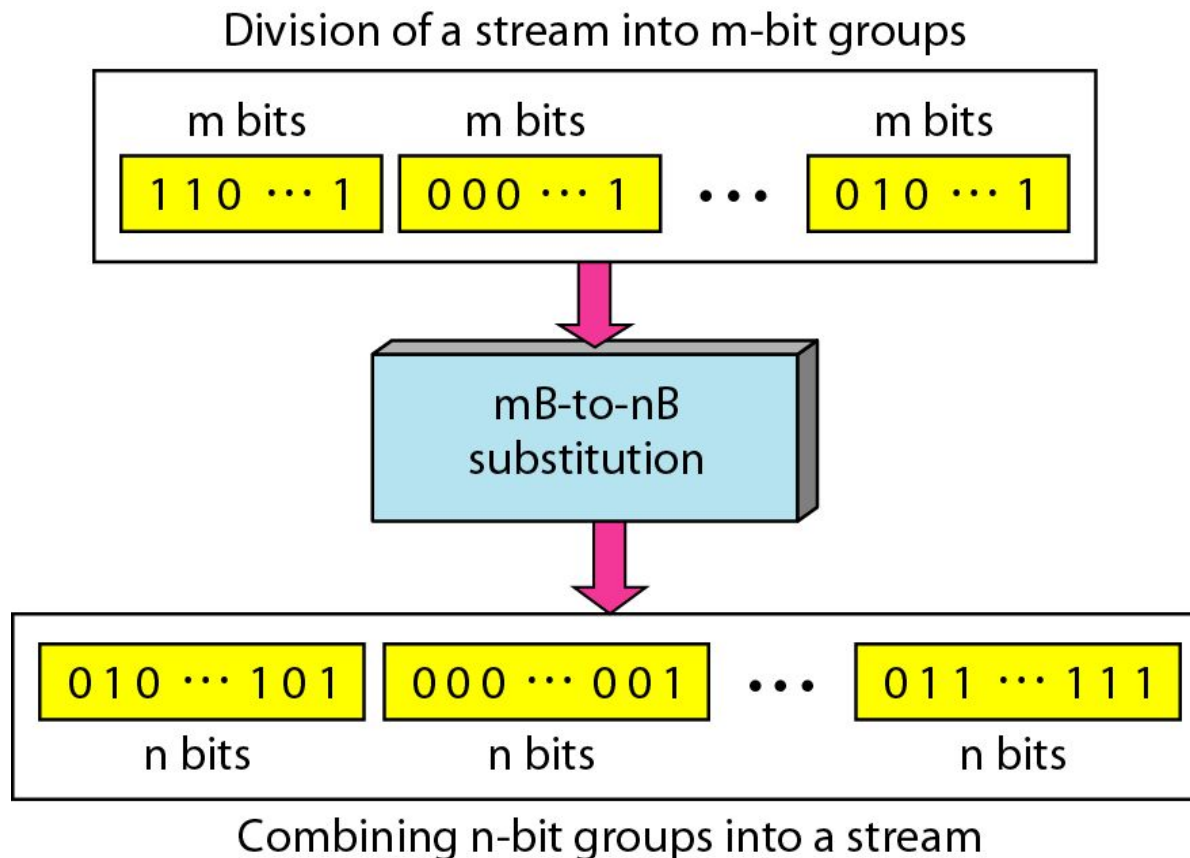 Division of a stream into m-bit groups
m bits m bits m bits
1 1 0 ··· 1 0 0 0 ··· 1 ••• 0 1 0 ··· 1
mB-to-nB
substitution
0 1 0 ··· 1 0 1 0 0 0 ··· 0 0 1 ••• 0 1 1 ··· 1 1 1
n bits n bits n bits
Combining n-bit groups into a stream